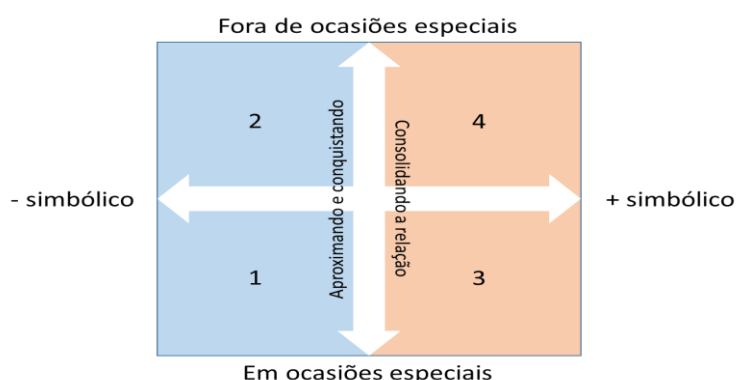 Fora de ocasiões especiais
2
4
Aproximando e conquistando
Consolidando a relação
- simbólico
+ simbólico
1
3
Em ocasiões especiais